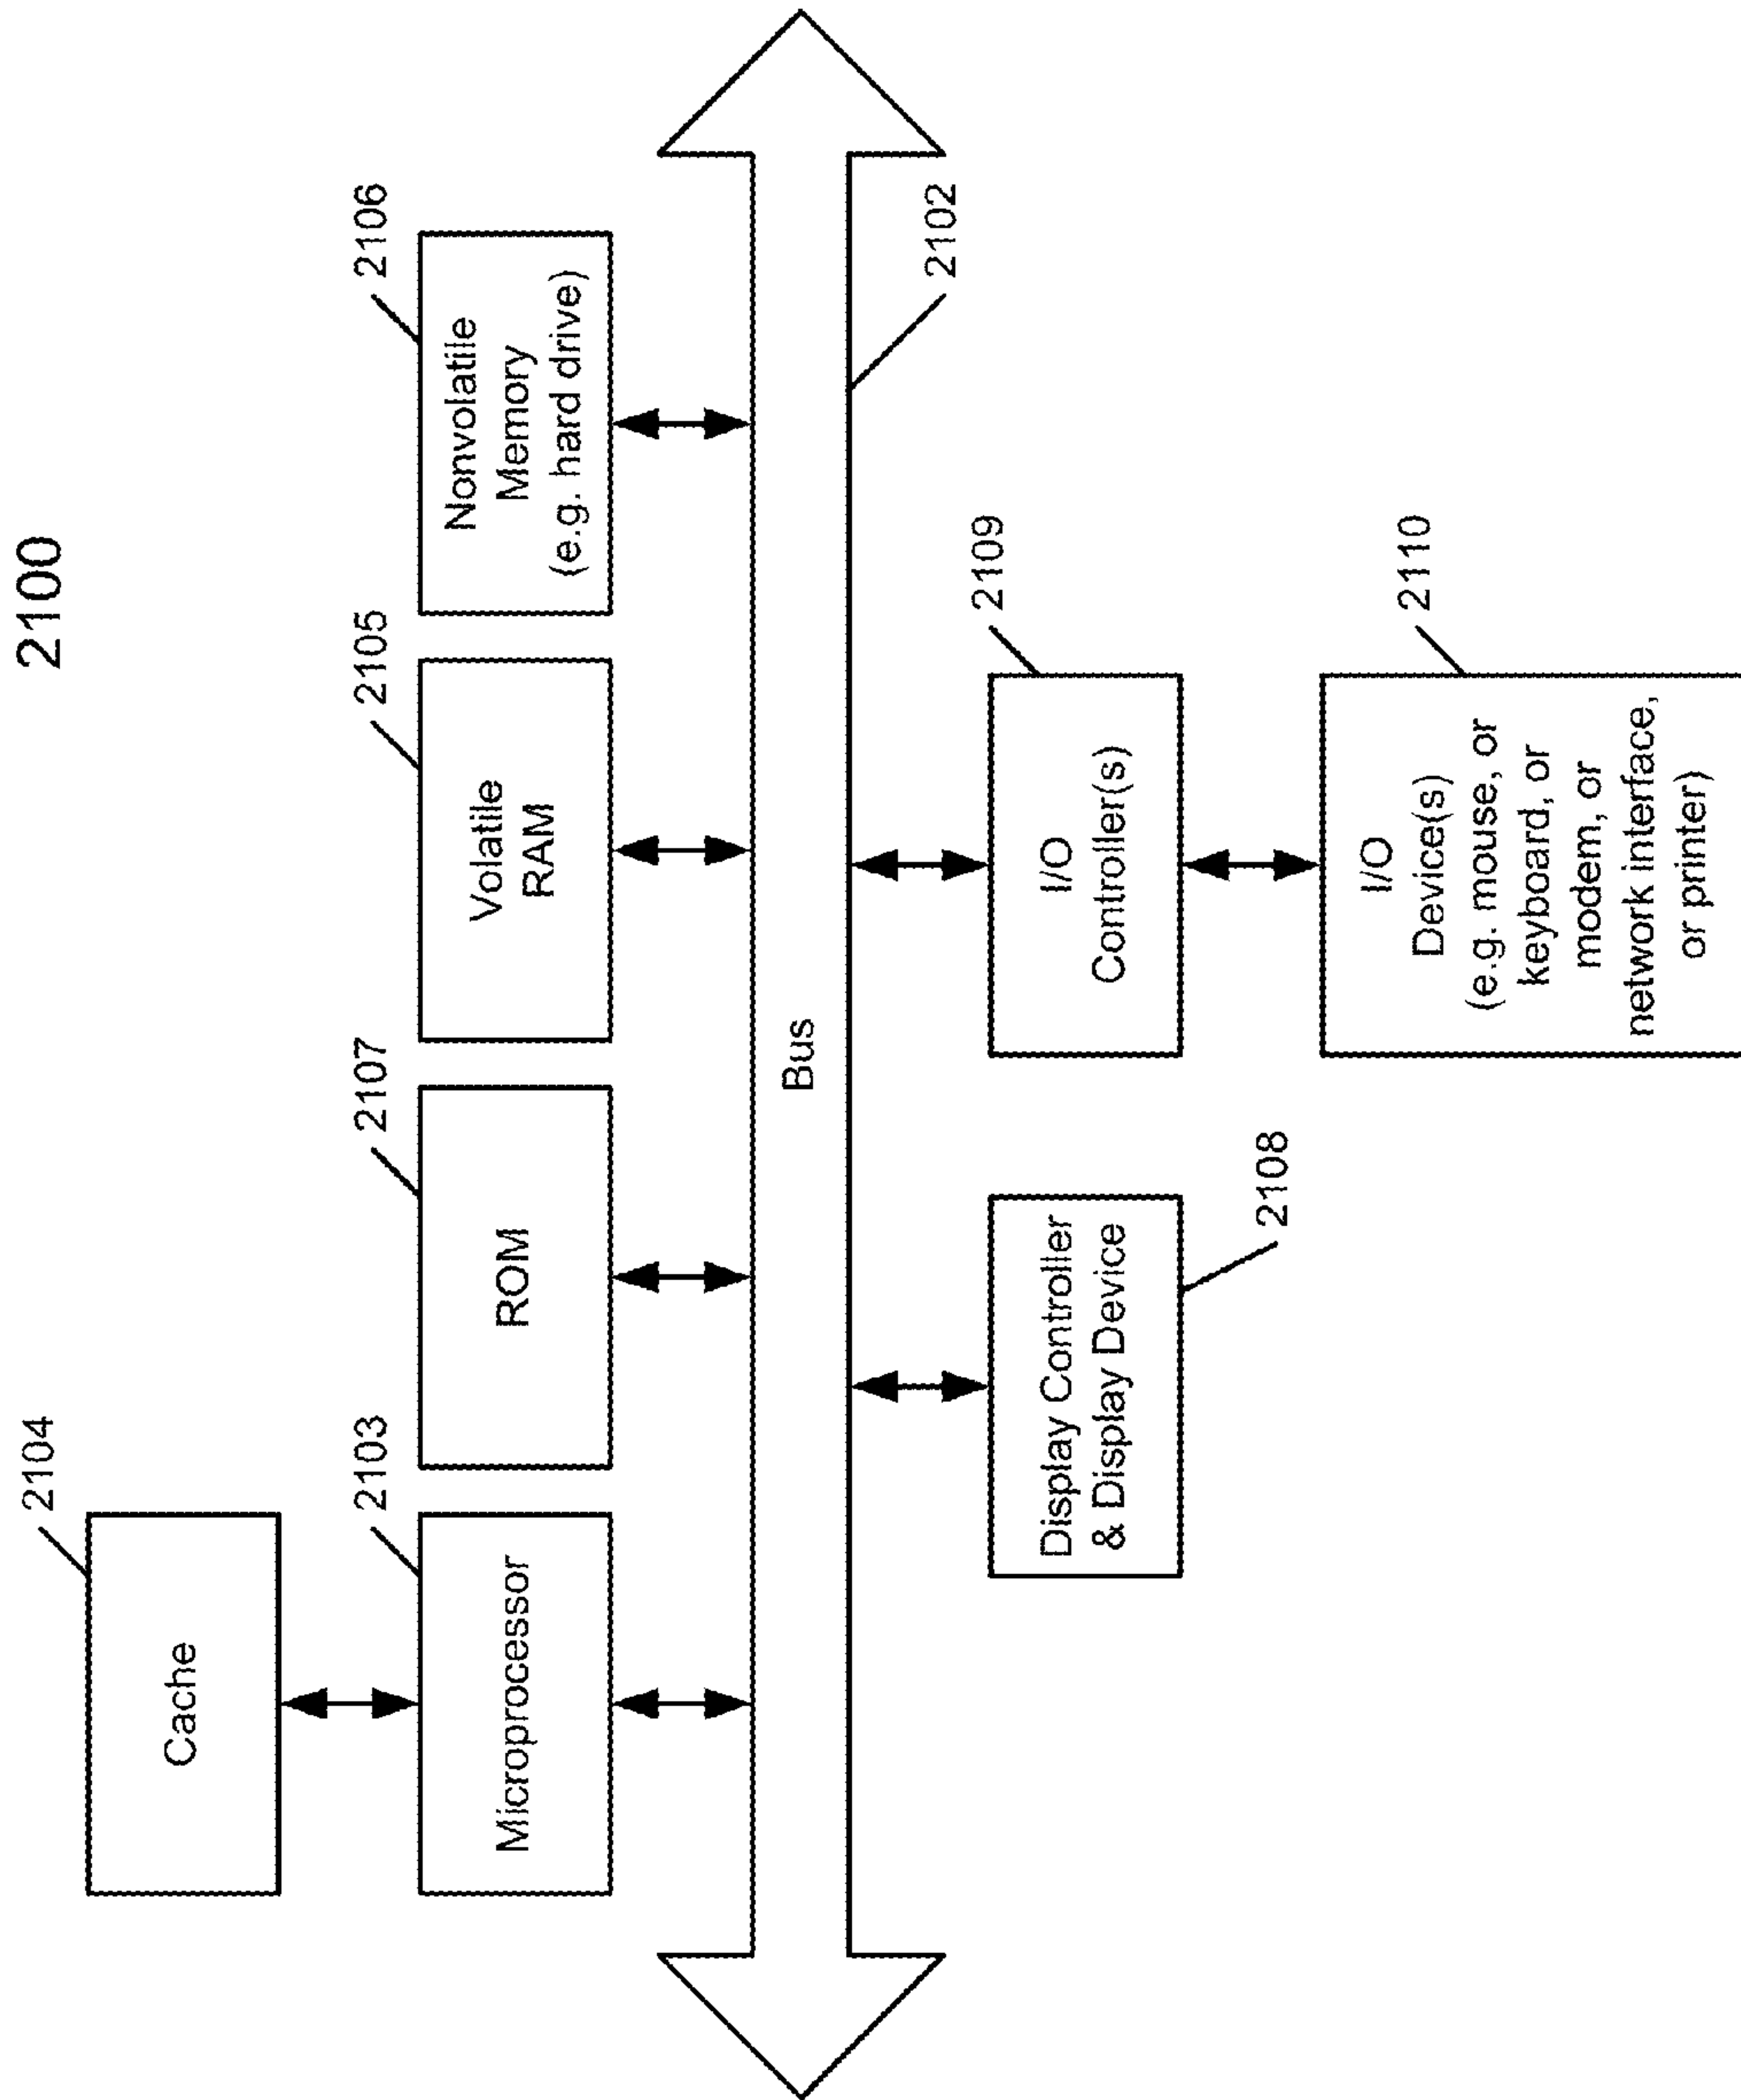 2100
2104
Cache
2103
2107
2105
2106
Microprocessor
ROM
Volatile
RAM
Nonvolatile
Memory
(e.g. hard drive)
Bus
2102
2109
Display Controller
& Display Device
I/O
Controller(s)
2108
2110
I/O
Device(s)
(e.g. mouse, or
keyboard, or
modem, or
network interface,
or printer)